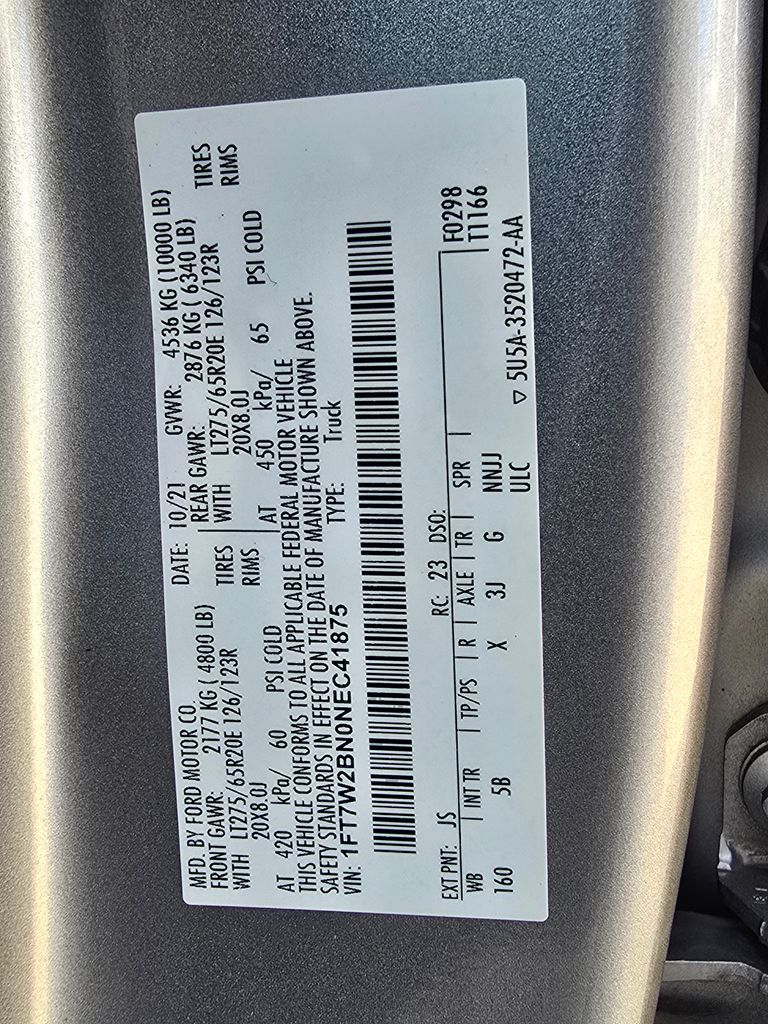 MFD. BY FORD MOTOR CO. DATE: 10/21 GVWR: 4536 KG (10000 LB)
FRONT GAWR: 2177 KG ( 4800 LB) REAR GAWR: 2876 KG ( 6340 LB)
WITH LT275/65R20E 126/123R TIRES WITH LT275/65R20E 126/123R TIRES
20X8.0J RIMS 20X8.0J RIMS
AT 420 kPa/ 60 PSI COLD AT 450 kPa/ 65 PSI COLD
THIS VEHICLE CONFORMS TO ALL APPLICABLE FEDERAL MOTOR VEHICLE
SAFETY STANDARDS IN EFFECT ON THE DATE OF MANUFACTURE SHOWN ABOVE.
VIN: 1FT7W2BN0NEC41875 TYPE: Truck
EXT PNT: JS RC: 23 DSO: F0298
WB INT TR TP/PS R AXLE TR SPR T1166
160 5B X 3J G NNJJ
ULC
▽ 5U5A-3520472-AA